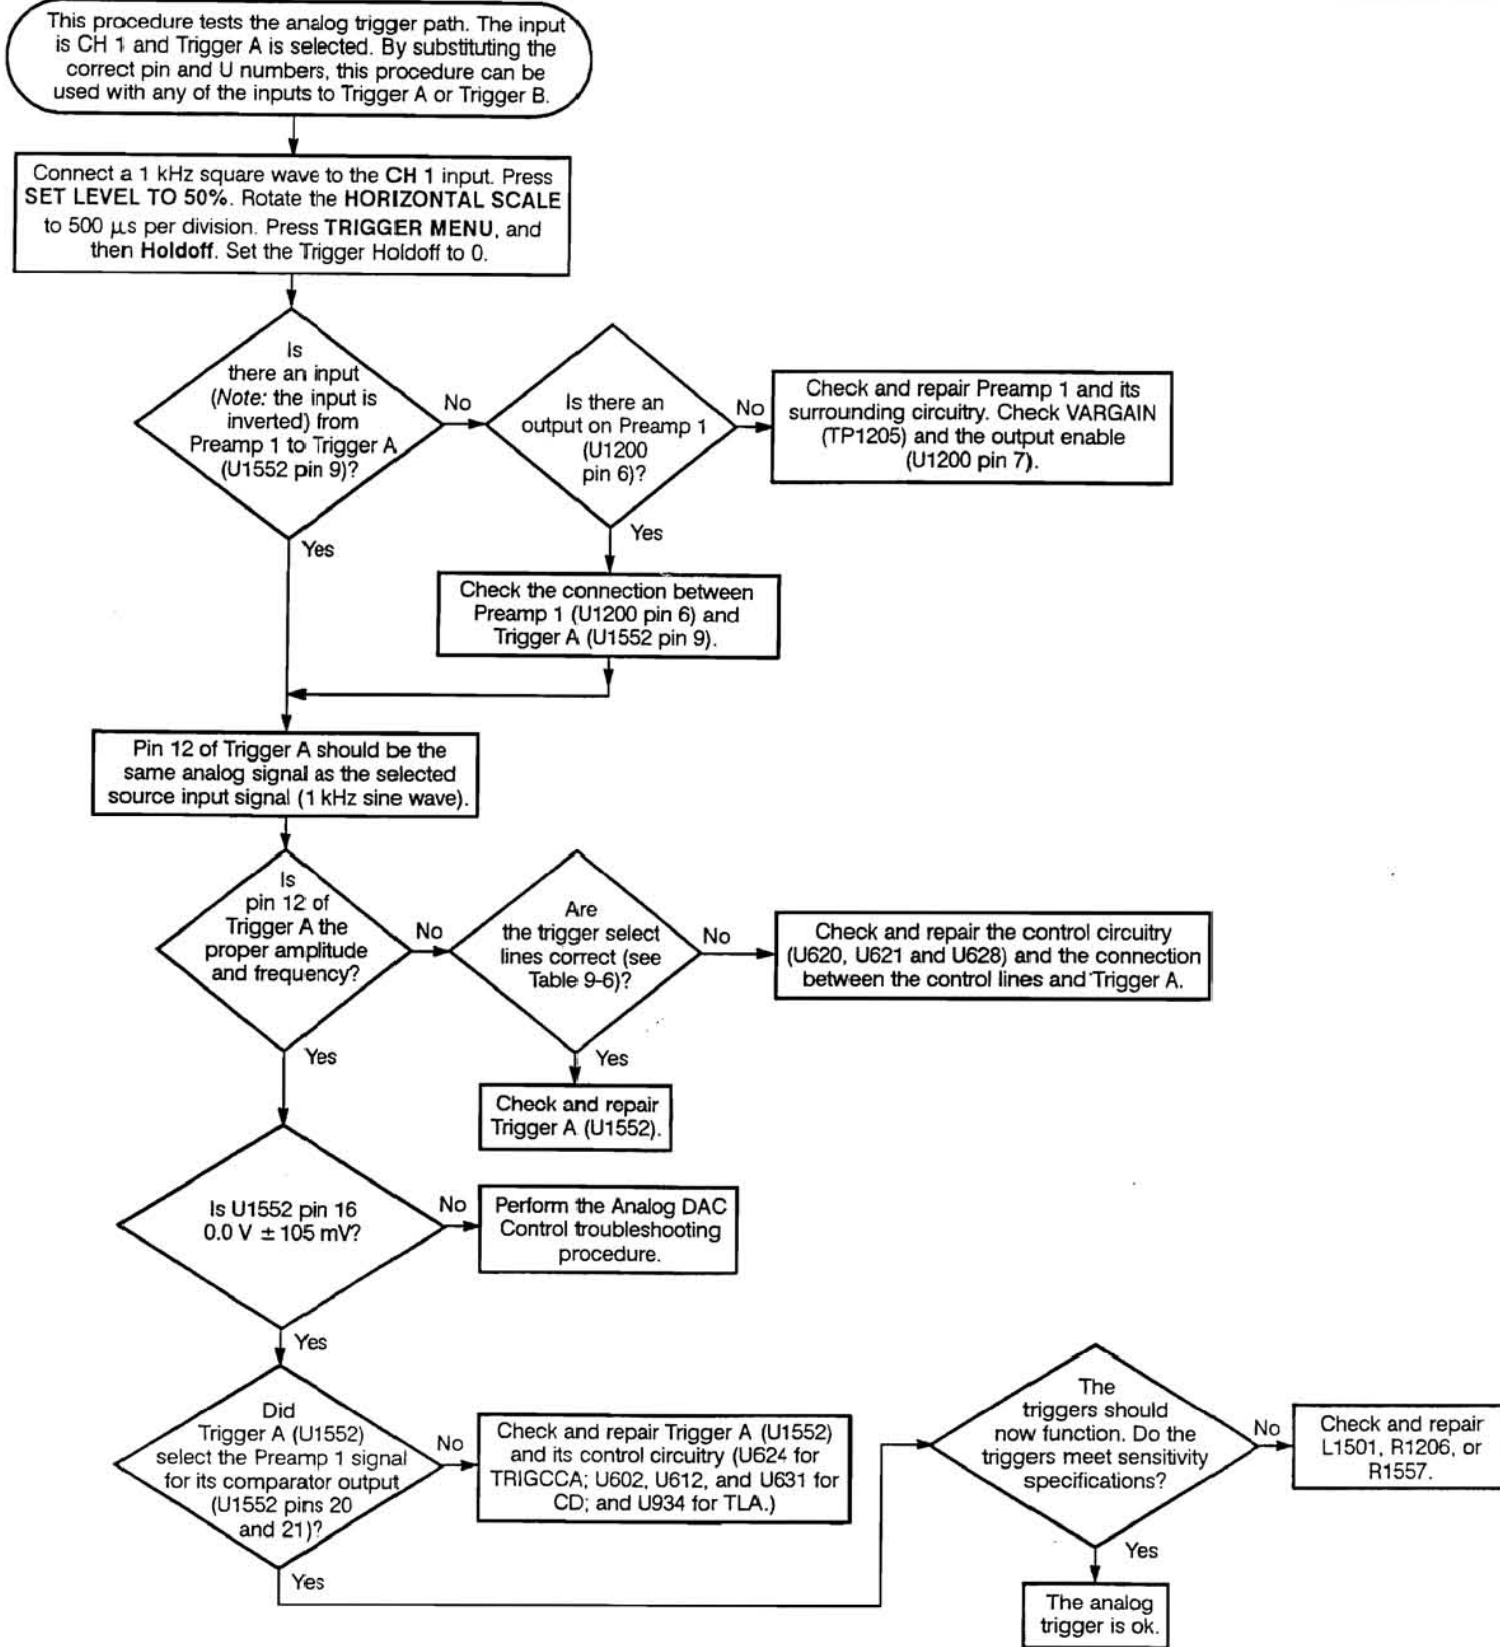 This procedure tests the analog trigger path. The input
is CH 1 and Trigger A is selected. By substituting the
correct pin and U numbers, this procedure can be
used with any of the inputs to Trigger A or Trigger B.
Connect a 1 kHz square wave to the CH 1 input. Press
SET LEVEL TO 50%. Rotate the HORIZONTAL SCALE
to 500 µs per division. Press TRIGGER MENU, and
then Holdoff. Set the Trigger Holdoff to 0.
Is
there an input
(Note: the input is
inverted) from
Preamp 1 to Trigger A
(U1552 pin 9)?
No
Is there an
output on Preamp 1
(U1200
pin 6)?
No
Check and repair Preamp 1 and its
surrounding circuitry. Check VARGAIN
(TP1205) and the output enable
(U1200 pin 7).
Yes
Yes
Check the connection between
Preamp 1 (U1200 pin 6) and
Trigger A (U1552 pin 9).
Pin 12 of Trigger A should be the
same analog signal as the selected
source input signal (1 kHz sine wave).
Is
pin 12 of
Trigger A the
proper amplitude
and frequency?
No
Are
the trigger select
lines correct (see
Table 9-6)?
No
Check and repair the control circuitry
(U620, U621 and U628) and the connection
between the control lines and Trigger A.
Yes
Yes
Check and repair
Trigger A (U1552).
Is U1552 pin 16
0.0 V ± 105 mV?
No
Perform the Analog DAC
Control troubleshooting
procedure.
Yes
Did
Trigger A (U1552)
select the Preamp 1 signal
for its comparator output
(U1552 pins 20
and 21)?
No
Check and repair Trigger A (U1552)
and its control circuitry (U624 for
TRIGCCA; U602, U612, and U631 for
CD; and U934 for TLA.)
Yes
The
triggers should
now function. Do the
triggers meet sensitivity
specifications?
No
Check and repair
L1501, R1206, or
R1557.
Yes
The analog
trigger is ok.